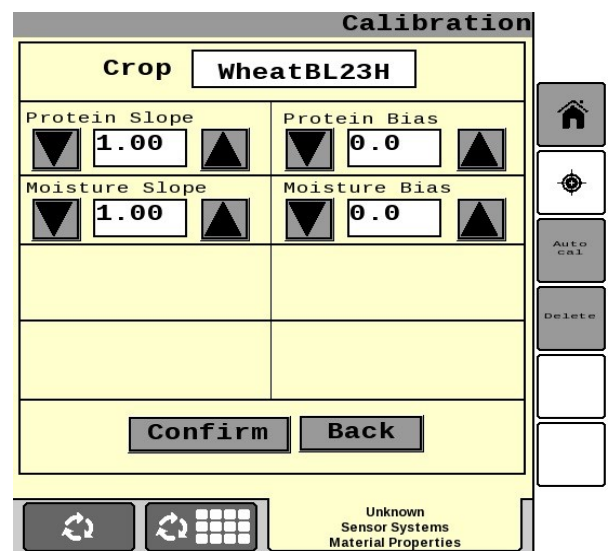 Calibration
Crop WheatBL23H
Protein Slope Protein Bias
1.00 0.0
Moisture Slope Moisture Bias
1.00 0.0
Auto
cal
Delete
Confirm Back
Unknown
Sensor Systems
Material Properties